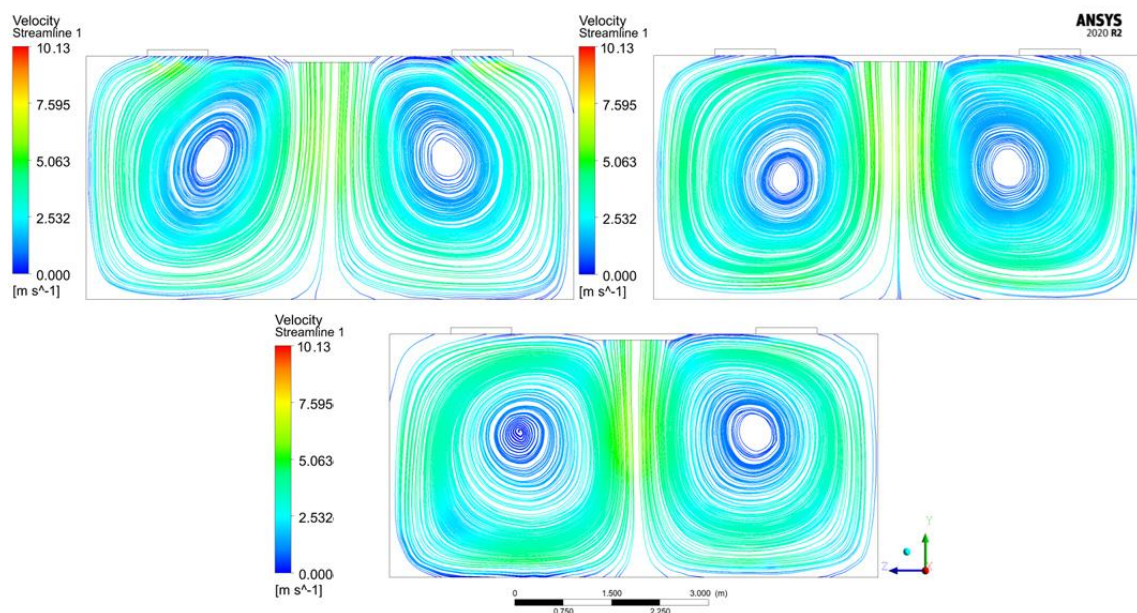 Velocity
Streamline 1
10.13
7.595
5.063
2.532
0.000
[m s^-1]
Velocity
Streamline 1
10.13
7.595
5.063
2.532
0.000
[m s^-1]
ANSYS
2020 R2
Velocity
Streamline 1
10.13
7.595
5.063
2.532
0.000
[m s^-1]
Y
Z
X
0 1.500 3.000 (m)
0.750 2.250